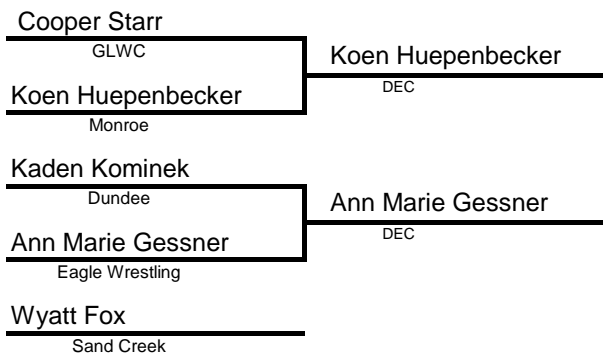 Cooper Starr
GLWC
Koen Huepenbecker
DEC
Koen Huepenbecker
Monroe
Kaden Kominek
Dundee
Ann Marie Gessner
DEC
Ann Marie Gessner
Eagle Wrestling
Wyatt Fox
Sand Creek